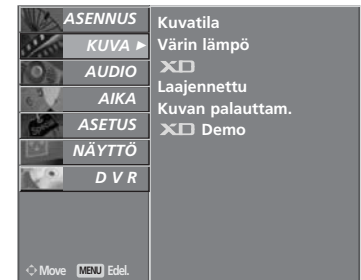 ASENNUS
KUVA ►
AUDIO
AIKA
ASETUS
NÄYTTÖ
D V R
Kuvatila
Värin lämpö
XD
Laajennettu
Kuvan palauttam.
XD Demo
Move MENU Edel.